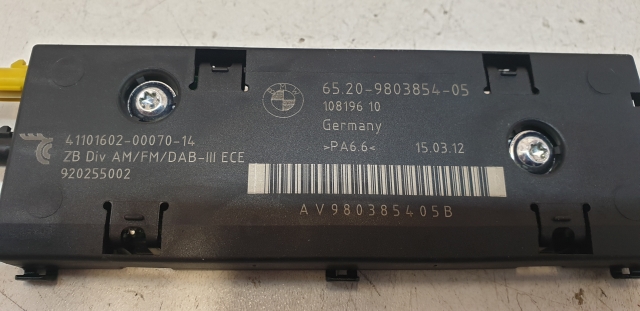 65.20-9803854-05
108196 10
Germany
>PA6.6< 15.03.12
41101602-00070-14
ZB Div AM/FM/DAB-III ECE
920255002
AV980385405B